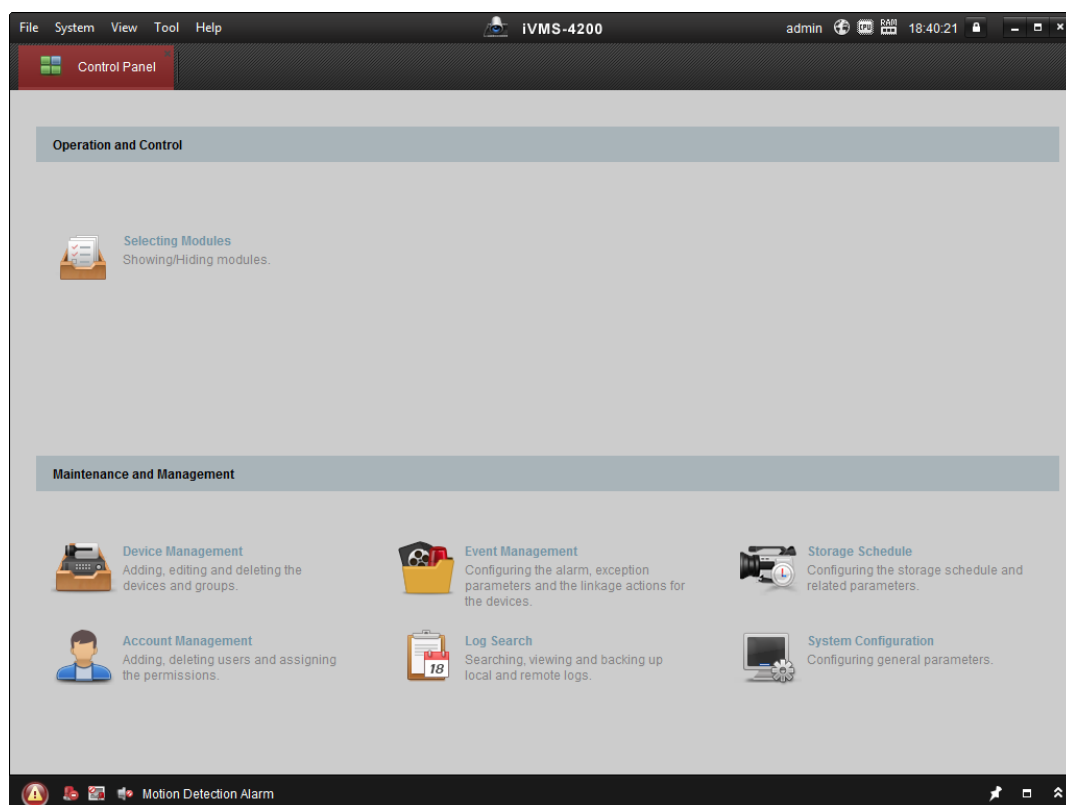 File System View Tool Help iVMS-4200 admin CPU RAM 18:40:21
Control Panel
Operation and Control
Selecting Modules
Showing/Hiding modules.
Maintenance and Management
Device Management
Adding, editing and deleting the
devices and groups.
Event Management
Configuring the alarm, exception
parameters and the linkage actions for
the devices.
Storage Schedule
Configuring the storage schedule and
related parameters.
Account Management
Adding, deleting users and assigning
the permissions.
18
Log Search
Searching, viewing and backing up
local and remote logs.
System Configuration
Configuring general parameters.
Motion Detection Alarm